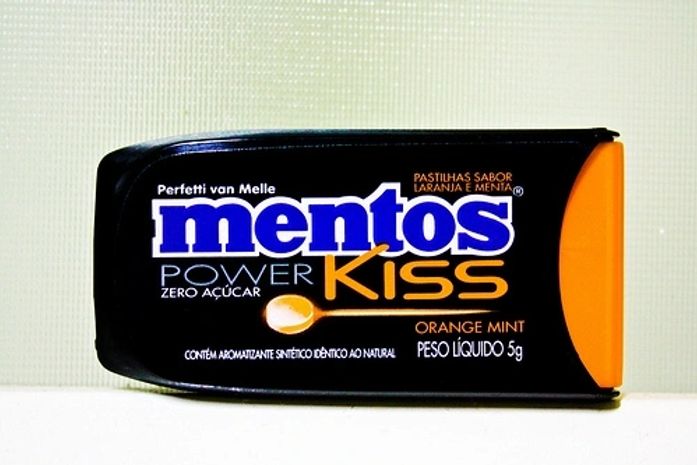 PASTILHAS SABOR
LARANJA E MENTA
Perfetti van Melle
mentos®
POWER KISS
ZERO AÇÚCAR
ORANGE MINT
CONTÉM AROMATIZANTE SINTÉTICO IDÊNTICO AO NATURAL
PESO LÍQUIDO 5g